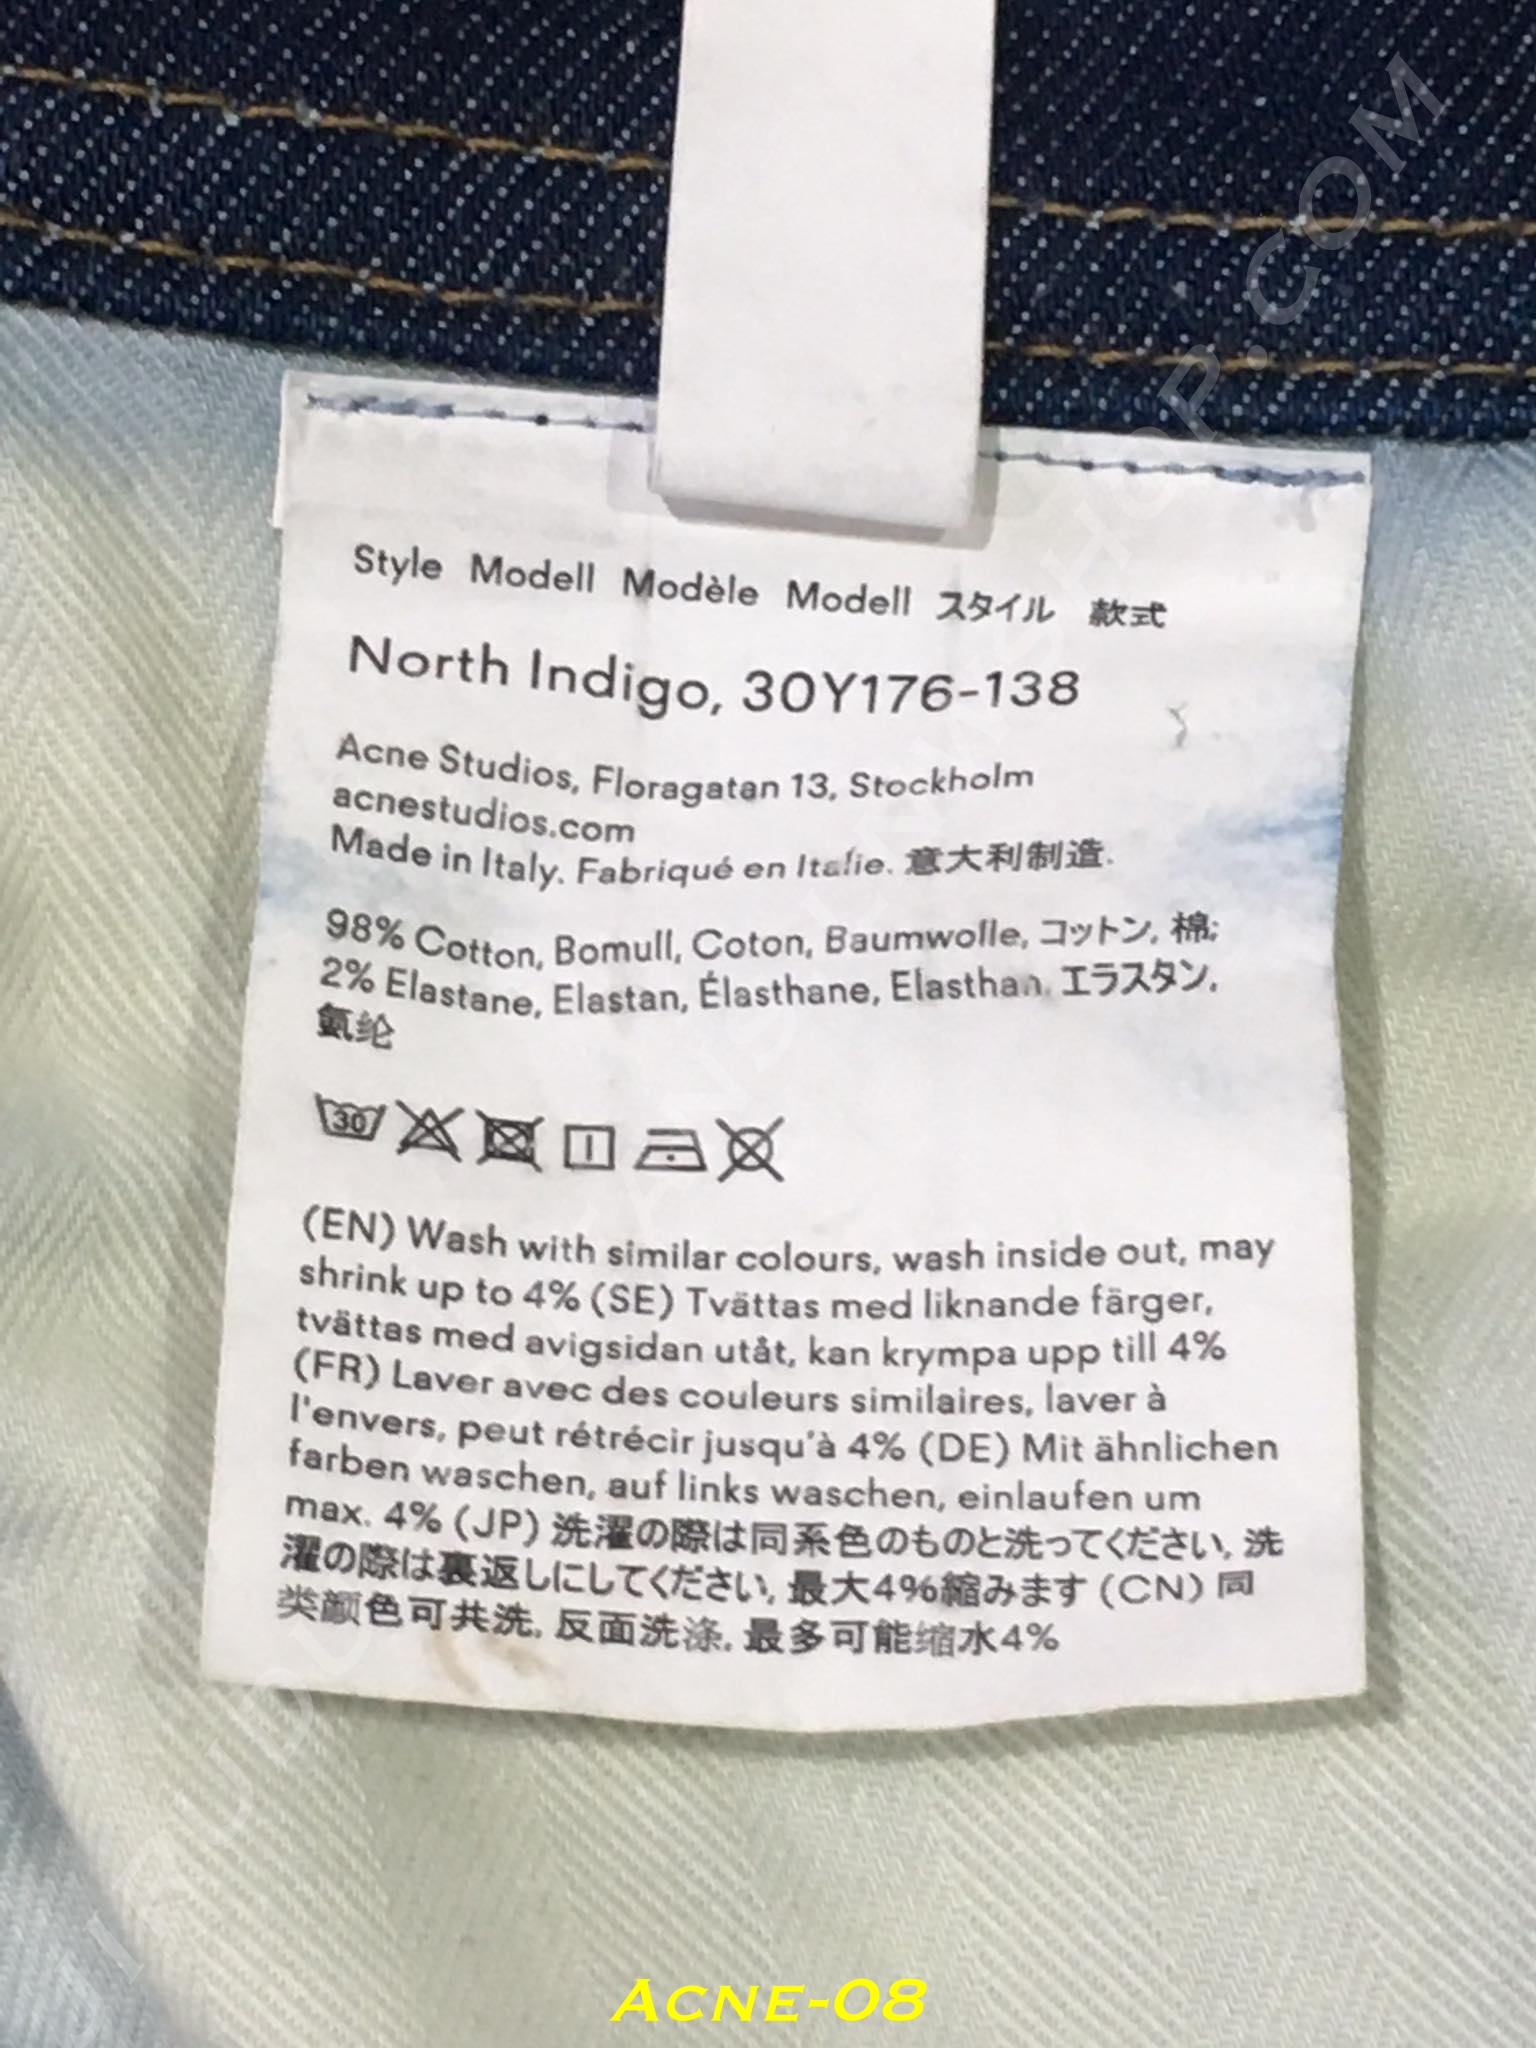 Style Modell Modèle Modell スタイル 款式
North Indigo, 30Y176-138
Acne Studios, Floragatan 13, Stockholm
acnestudios.com
Made in Italy. Fabriqué en Italie. 意大利制造.
98% Cotton, Bomull, Coton, Baumwolle, コットン, 棉;
2% Elastane, Elastan, Élasthane, Elasthan, エラスタン,
氨纶
30
(EN) Wash with similar colours, wash inside out, may
shrink up to 4% (SE) Tvättas med liknande färger,
tvättas med avigsidan utåt, kan krympa upp till 4%
(FR) Laver avec des couleurs similaires, laver à
l'envers, peut rétrécir jusqu'à 4% (DE) Mit ähnlichen
farben waschen, auf links waschen, einlaufen um
max. 4% (JP) 洗濯の際は同系色のものと洗ってください, 洗
濯の際は裏返しにしてください, 最大4%縮みます (CN) 同
类颜色可共洗, 反面洗涤, 最多可能缩水4%
Acne-08